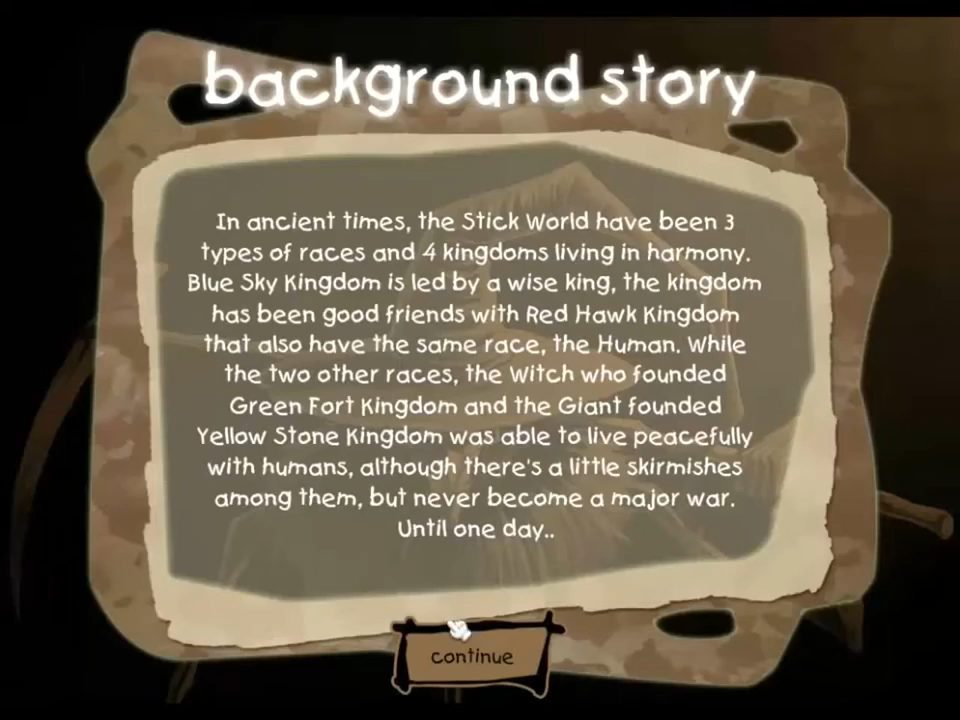 background story
In ancient times, the Stick World have been 3
types of races and 4 kingdoms living in harmony.
Blue Sky Kingdom is led by a wise king, the kingdom
has been good friends with Red Hawk Kingdom
that also have the same race, the Human. While
the two other races, the Witch who founded
Green Fort Kingdom and the Giant founded
Yellow Stone Kingdom was able to live peacefully
with humans, although there's a little skirmishes
among them, but never become a major war.
Until one day..
continue